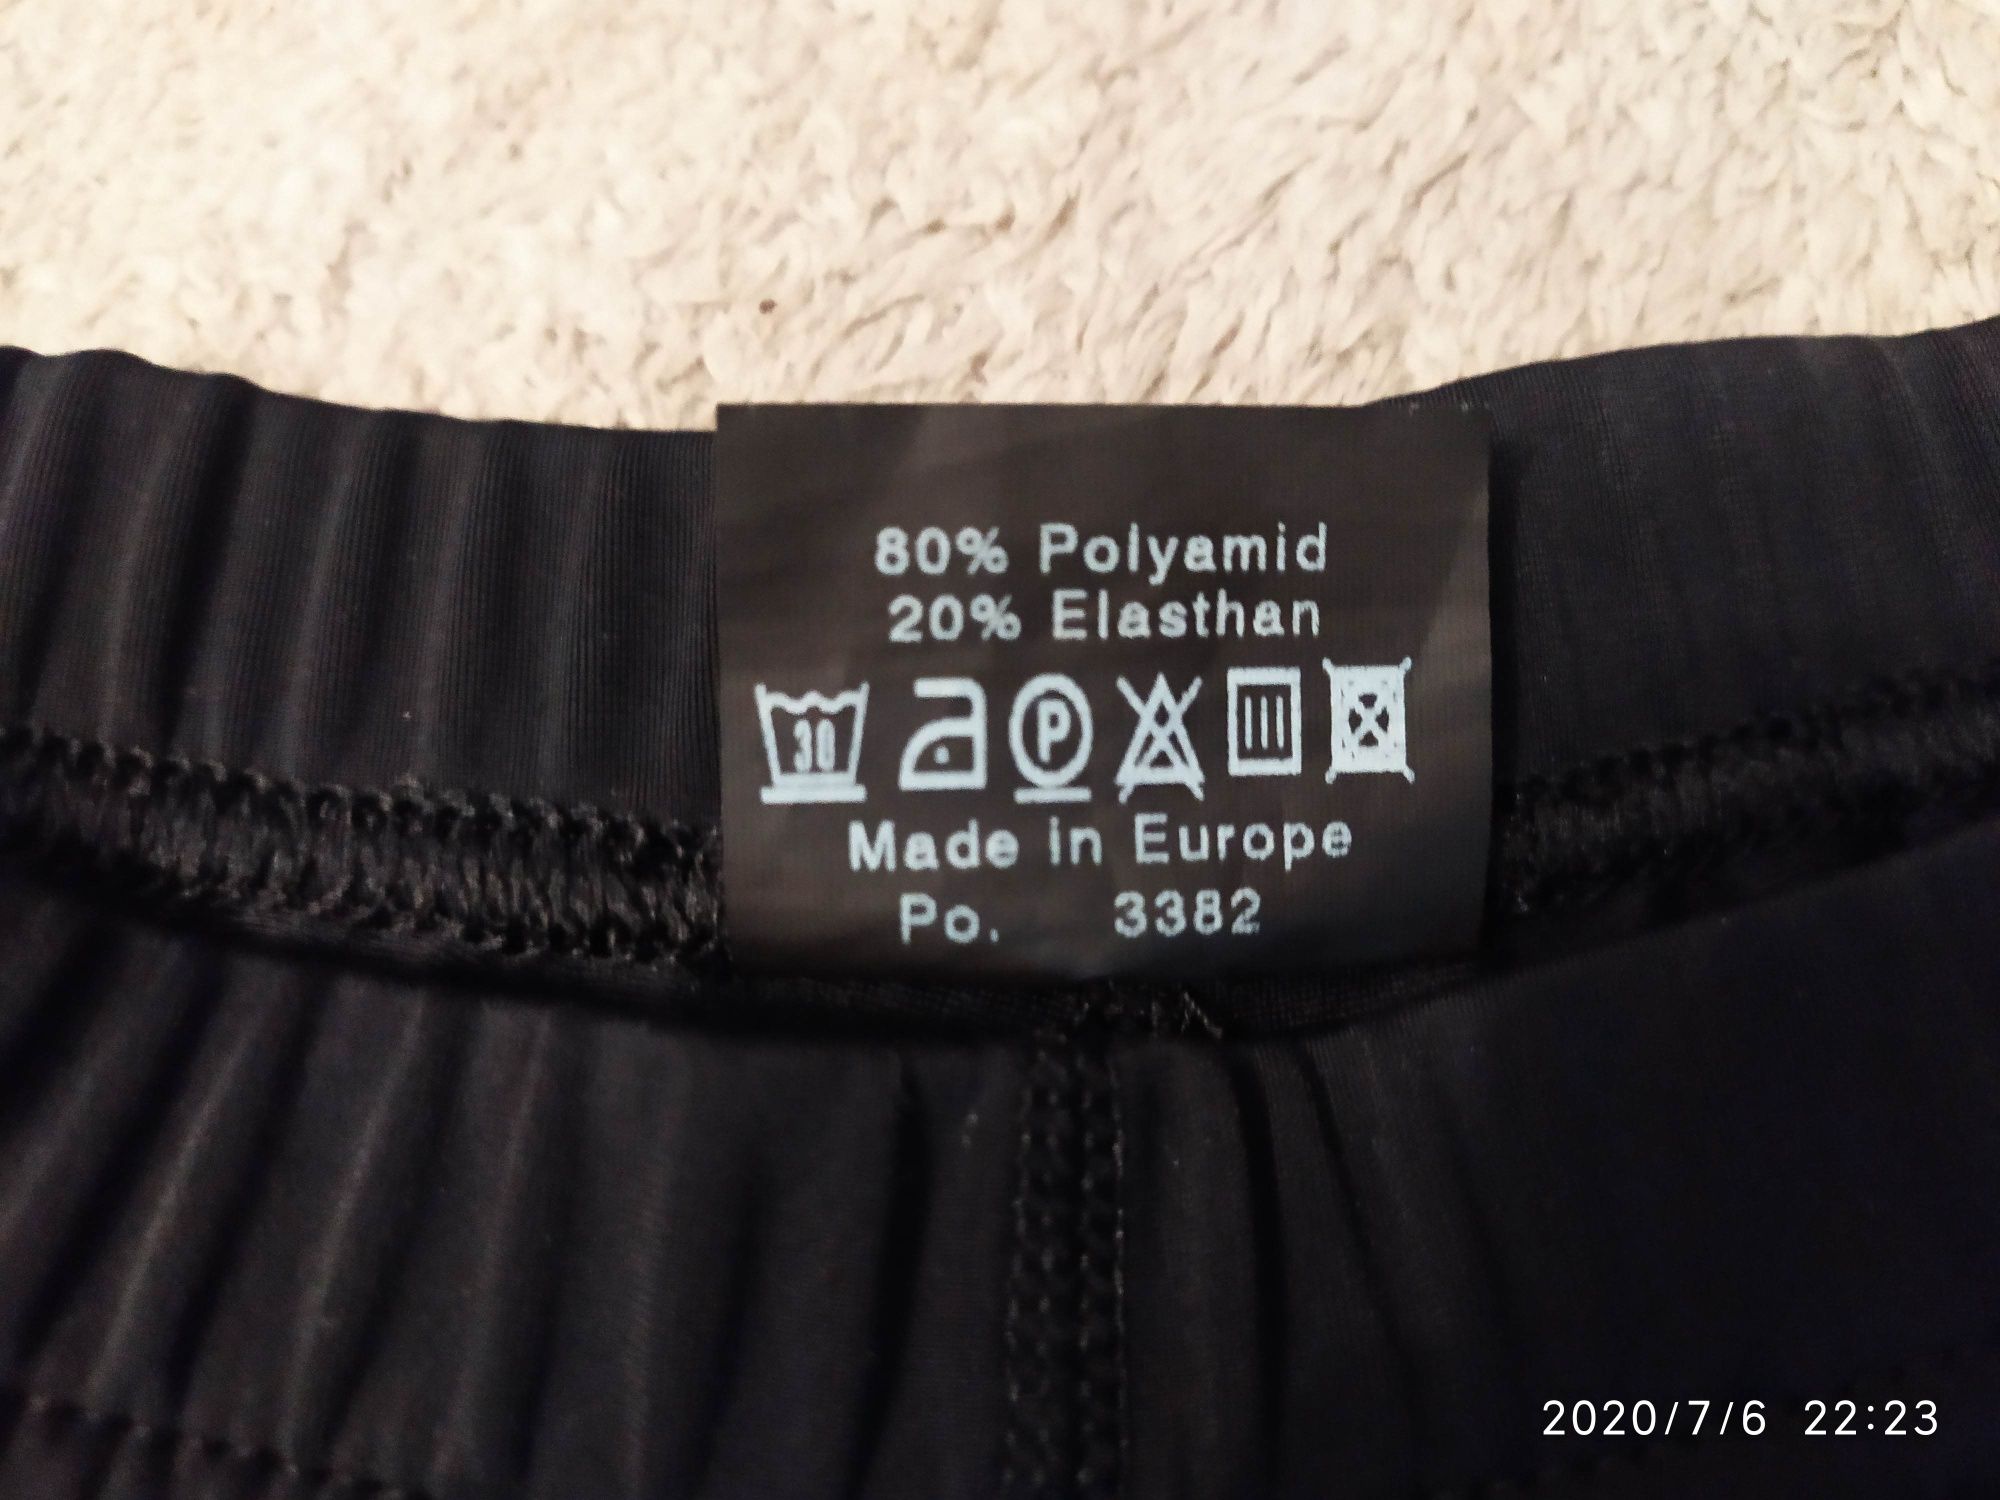 80% Polyamid
20% Elasthan
30 P
Made in Europe
Po. 3382
2020/7/6 22:23